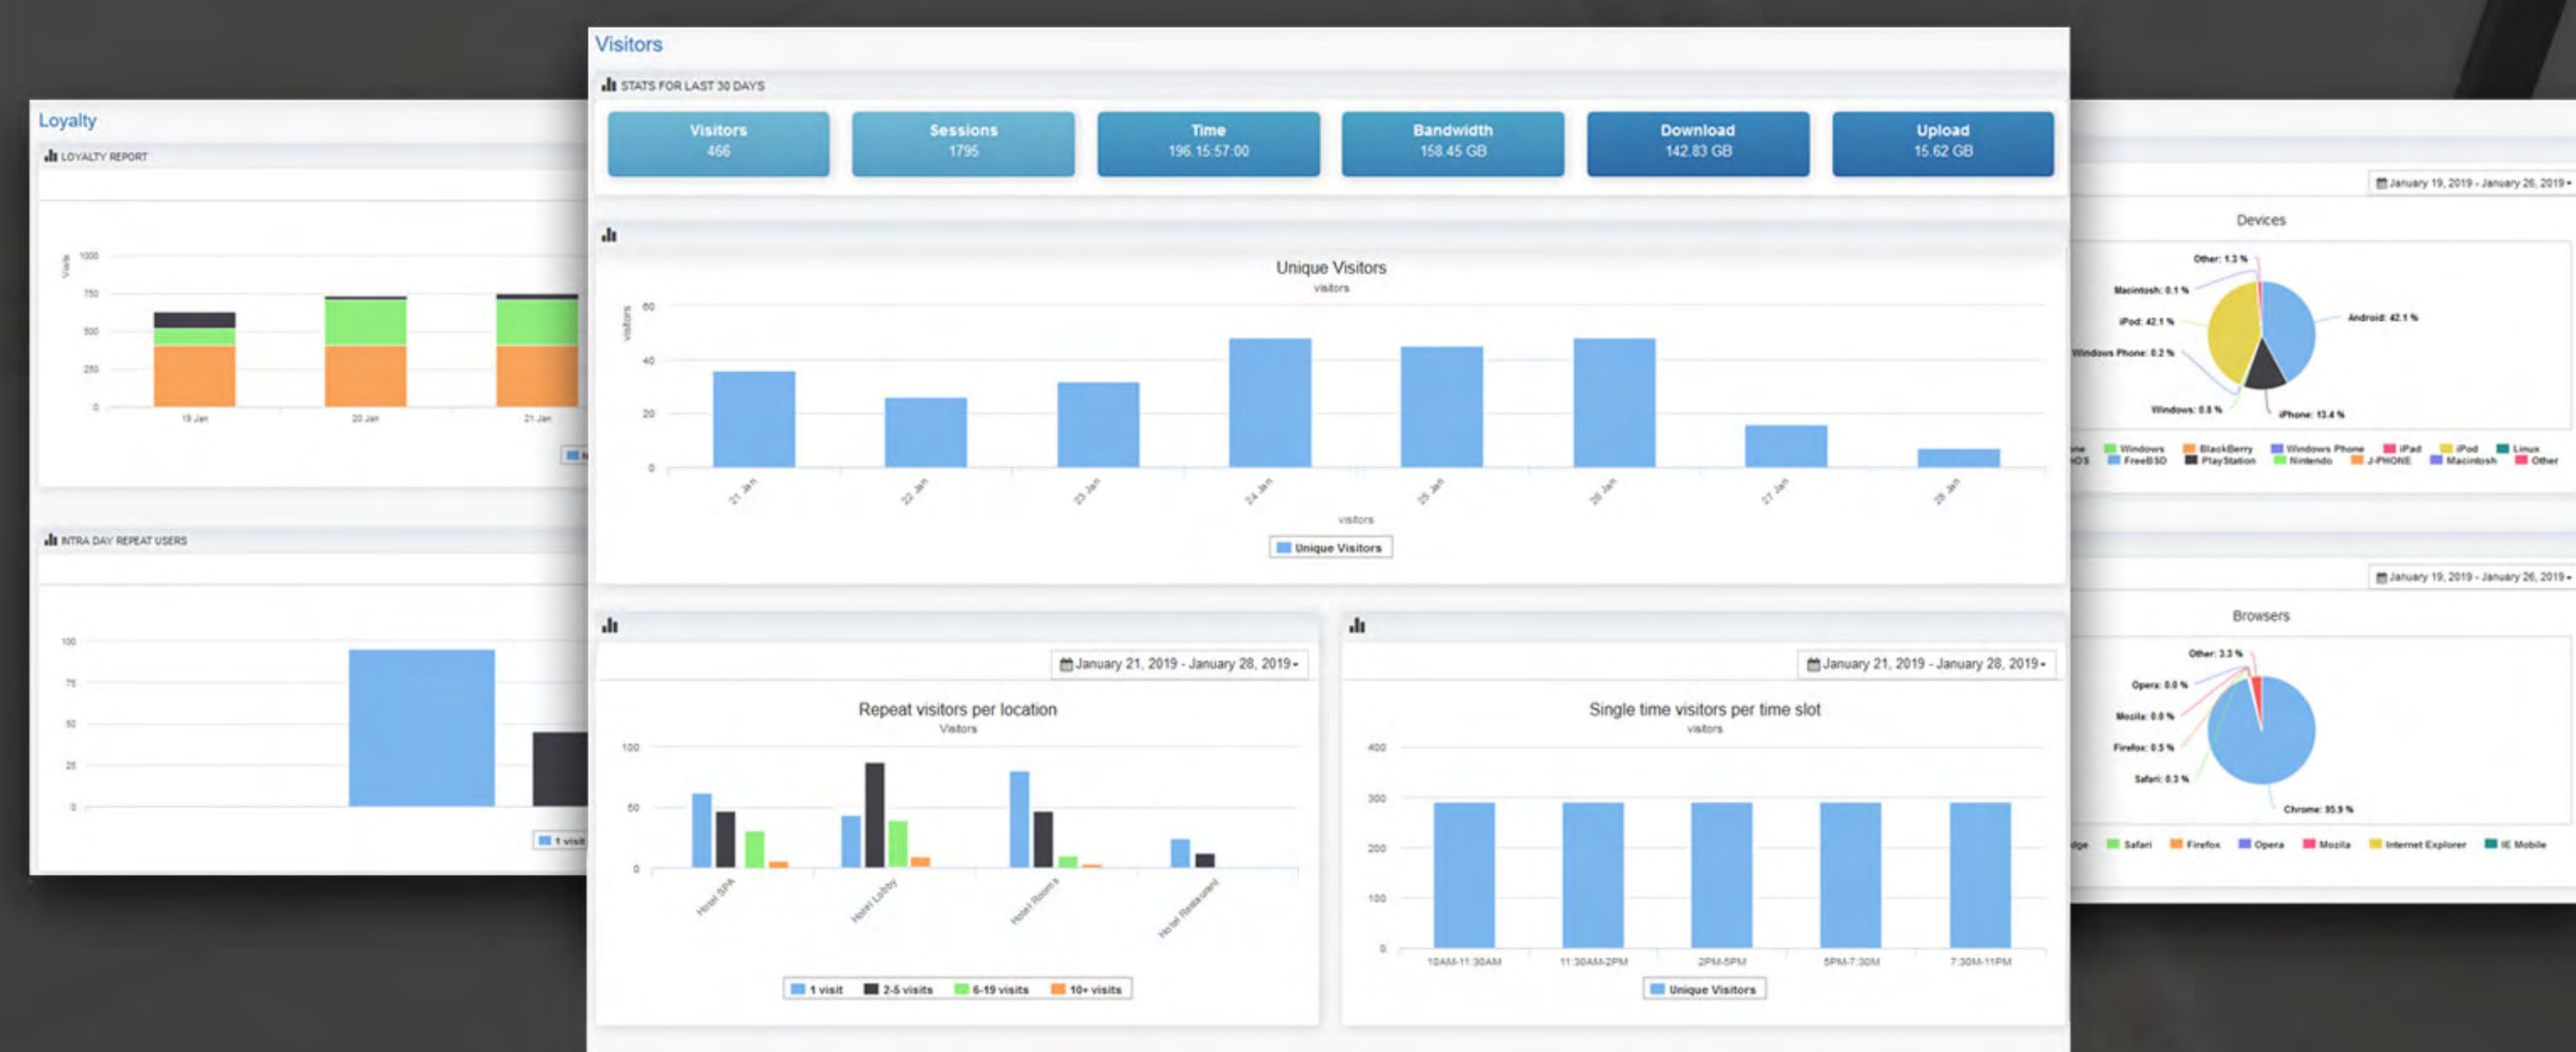 Loyalty
LOYALTY REPORT
Visits
1000
750
500
250
0
19 Jan
20 Jan
21 Jan
INTRA DAY REPEAT USERS
100
75
50
25
0
1 visit
Visitors
STATS FOR LAST 30 DAYS
Visitors
466
Sessions
1795
Time
196.15:57:00
Bandwidth
158.45 GB
Download
142.83 GB
Upload
15.62 GB
Unique Visitors
visitors
visitors
60
40
20
0
21 Jan
22 Jan
23 Jan
24 Jan
25 Jan
26 Jan
27 Jan
28 Jan
visitors
Unique Visitors
January 21, 2019 - January 28, 2019
Repeat visitors per location
Visitors
100
50
0
Hotel SPA
Hotel Lobby
Hotel Rooms
Hotel Restaurant
1 visit 2-5 visits 6-19 visits 10+ visits
January 21, 2019 - January 28, 2019
Single time visitors per time slot
visitors
400
300
200
100
0
10AM-11:30AM
11:30AM-2PM
2PM-5PM
5PM-7:30M
7:30M-11PM
Unique Visitors
January 19, 2019 - January 26, 2019
Devices
Other: 1.3 %
Macintosh: 0.1 %
iPod: 42.1 %
Android: 42.1 %
Windows Phone: 0.2 %
Windows: 0.8 %
iPhone: 13.4 %
Windows BlackBerry Windows Phone iPad iPod Linux
FreeBSD PlayStation Nintendo J-PHONE Macintosh Other
January 19, 2019 - January 26, 2019
Browsers
Other: 3.3 %
Opera: 0.0 %
Mozila: 0.0 %
Firefox: 0.5 %
Safari: 0.3 %
Chrome: 95.9 %
Safari Firefox Opera Mozila Internet Explorer IE Mobile